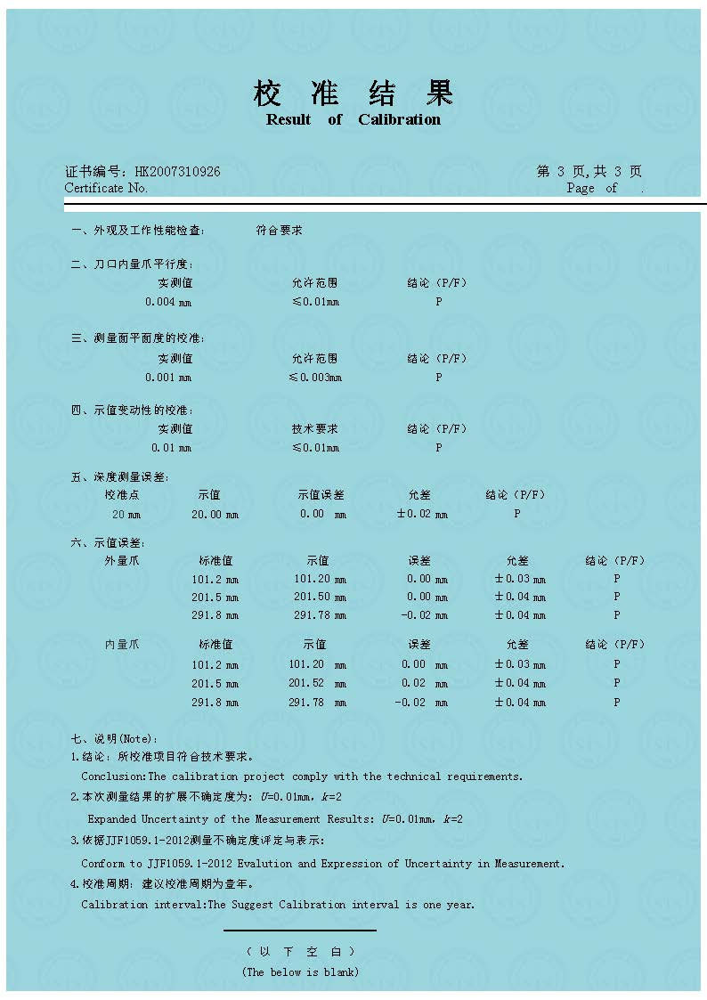 校 准 结 果
Result of Calibration
证书编号: HK2007310926 第 3 页,共 3 页
Certificate No. Page of .
一、外观及工作性能检查: 符合要求
二、刀口内量爪平行度:
实测值 允许范围 结论（P/F）
0.004 mm ≤0.01mm P
三、测量面平面度的校准:
实测值 允许范围 结论（P/F）
0.001 mm ≤0.003mm P
四、示值变动性的校准:
实测值 技术要求 结论（P/F）
0.01 mm ≤0.01mm P
五、深度测量误差:
校准点 示值 示值误差 允差 结论（P/F）
20 mm 20.00 mm 0.00 mm ±0.02 mm P
六、示值误差:
外量爪 标准值 示值 误差 允差 结论（P/F）
101.2 mm 101.20 mm 0.00 mm ±0.03 mm P
201.5 mm 201.50 mm 0.00 mm ±0.04 mm P
291.8 mm 291.78 mm -0.02 mm ±0.04 mm P
内量爪 标准值 示值 误差 允差 结论（P/F）
101.2 mm 101.20 mm 0.00 mm ±0.03 mm P
201.5 mm 201.52 mm 0.02 mm ±0.04 mm P
291.8 mm 291.78 mm -0.02 mm ±0.04 mm P
七、说明(Note):
1.结论: 所校准项目符合技术要求。
Conclusion:The calibration project comply with the technical requirements.
2.本次测量结果的扩展不确定度为: U=0.01mm, k=2
Expanded Uncertainty of the Measurement Results: U=0.01mm, k=2
3.依据JJF1059.1-2012测量不确定度评定与表示:
Conform to JJF1059.1-2012 Evalution and Expression of Uncertainty in Measurement.
4.校准周期: 建议校准周期为壹年。
Calibration interval:The Suggest Calibration interval is one year.
（ 以 下 空 白 ）
(The below is blank)